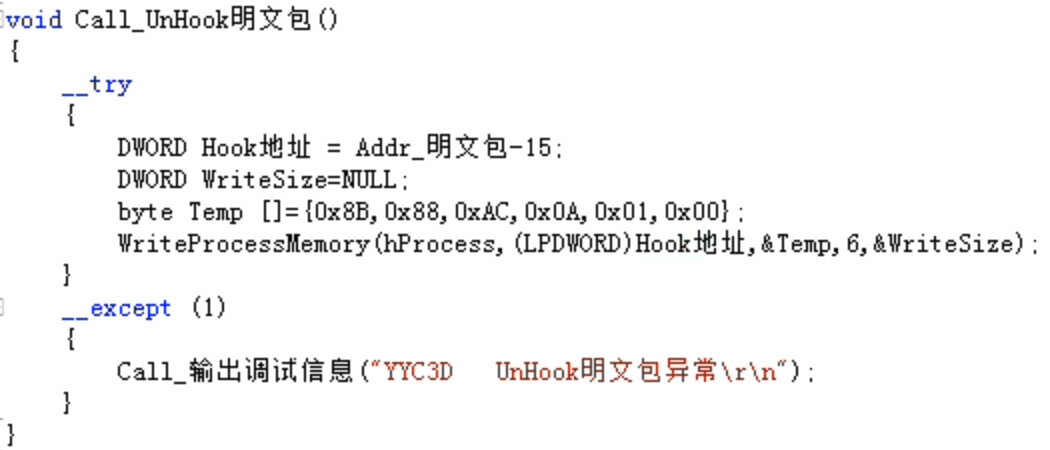 void Call_UnHook明文包()
{
__try
{
DWORD Hook地址 = Addr_明文包-15;
DWORD WriteSize=NULL;
byte Temp []={0x8B,0x88,0xAC,0x0A,0x01,0x00};
WriteProcessMemory(hProcess,(LPDWORD)Hook地址,&Temp,6,&WriteSize);
}
__except (1)
{
Call_输出调试信息("YYC3D   UnHook明文包异常\r\n");
}
}